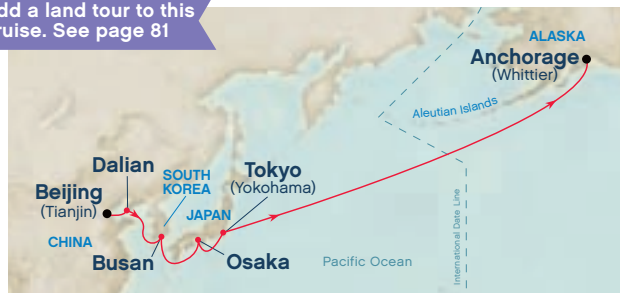 dd a land tour to this
ruise. See page 81
ALASKA
Anchorage
(Whittier)
Aleutian Islands
Dalian
SOUTH
KOREA
Tokyo
(Yokohama)
Beijing
(Tianjin)
JAPAN
CHINA
Busan
Osaka
Pacific Ocean
International Date Line